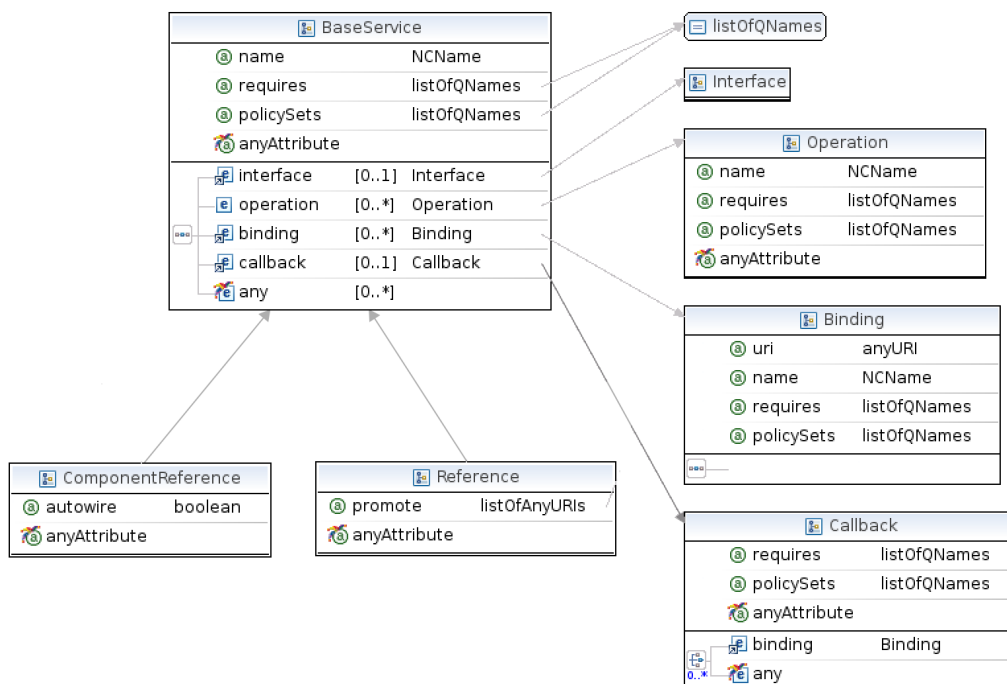 BaseService
name NCName
requires listOfQNames
policySets listOfQNames
anyAttribute
interface [0..1] Interface
operation [0..*] Operation
binding [0..*] Binding
callback [0..1] Callback
any [0..*]
listOfQNames
Interface
Operation
name NCName
requires listOfQNames
policySets listOfQNames
anyAttribute
Binding
uri anyURI
name NCName
requires listOfQNames
policySets listOfQNames
ComponentReference
autowire boolean
anyAttribute
Reference
promote listOfAnyURIs
anyAttribute
Callback
requires listOfQNames
policySets listOfQNames
anyAttribute
binding Binding
0..*
any